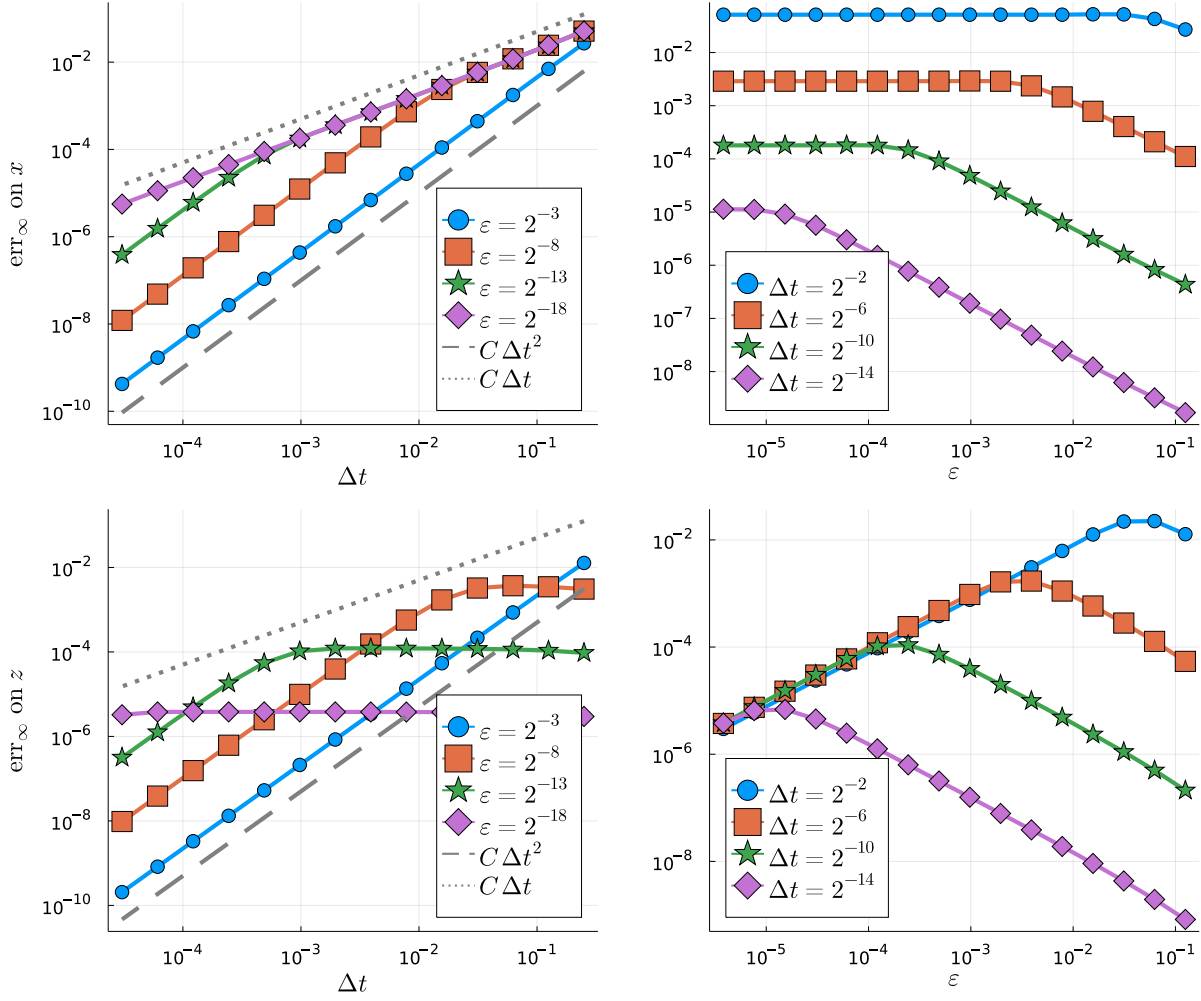 err∞ on x
10⁻²
10⁻⁴
10⁻⁶
10⁻⁸
10⁻¹⁰
ε = 2⁻³
ε = 2⁻⁸
ε = 2⁻¹³
ε = 2⁻¹⁸
C Δt²
C Δt
10⁻⁴ 10⁻³ 10⁻² 10⁻¹
Δt
10⁻²
10⁻³
10⁻⁴
10⁻⁵
10⁻⁶
10⁻⁷
10⁻⁸
Δt = 2⁻²
Δt = 2⁻⁶
Δt = 2⁻¹⁰
Δt = 2⁻¹⁴
10⁻⁵ 10⁻⁴ 10⁻³ 10⁻² 10⁻¹
ε
err∞ on z
10⁻²
10⁻⁴
10⁻⁶
10⁻⁸
10⁻¹⁰
ε = 2⁻³
ε = 2⁻⁸
ε = 2⁻¹³
ε = 2⁻¹⁸
C Δt²
C Δt
10⁻⁴ 10⁻³ 10⁻² 10⁻¹
Δt
10⁻²
10⁻⁴
10⁻⁶
10⁻⁸
Δt = 2⁻²
Δt = 2⁻⁶
Δt = 2⁻¹⁰
Δt = 2⁻¹⁴
10⁻⁵ 10⁻⁴ 10⁻³ 10⁻² 10⁻¹
ε